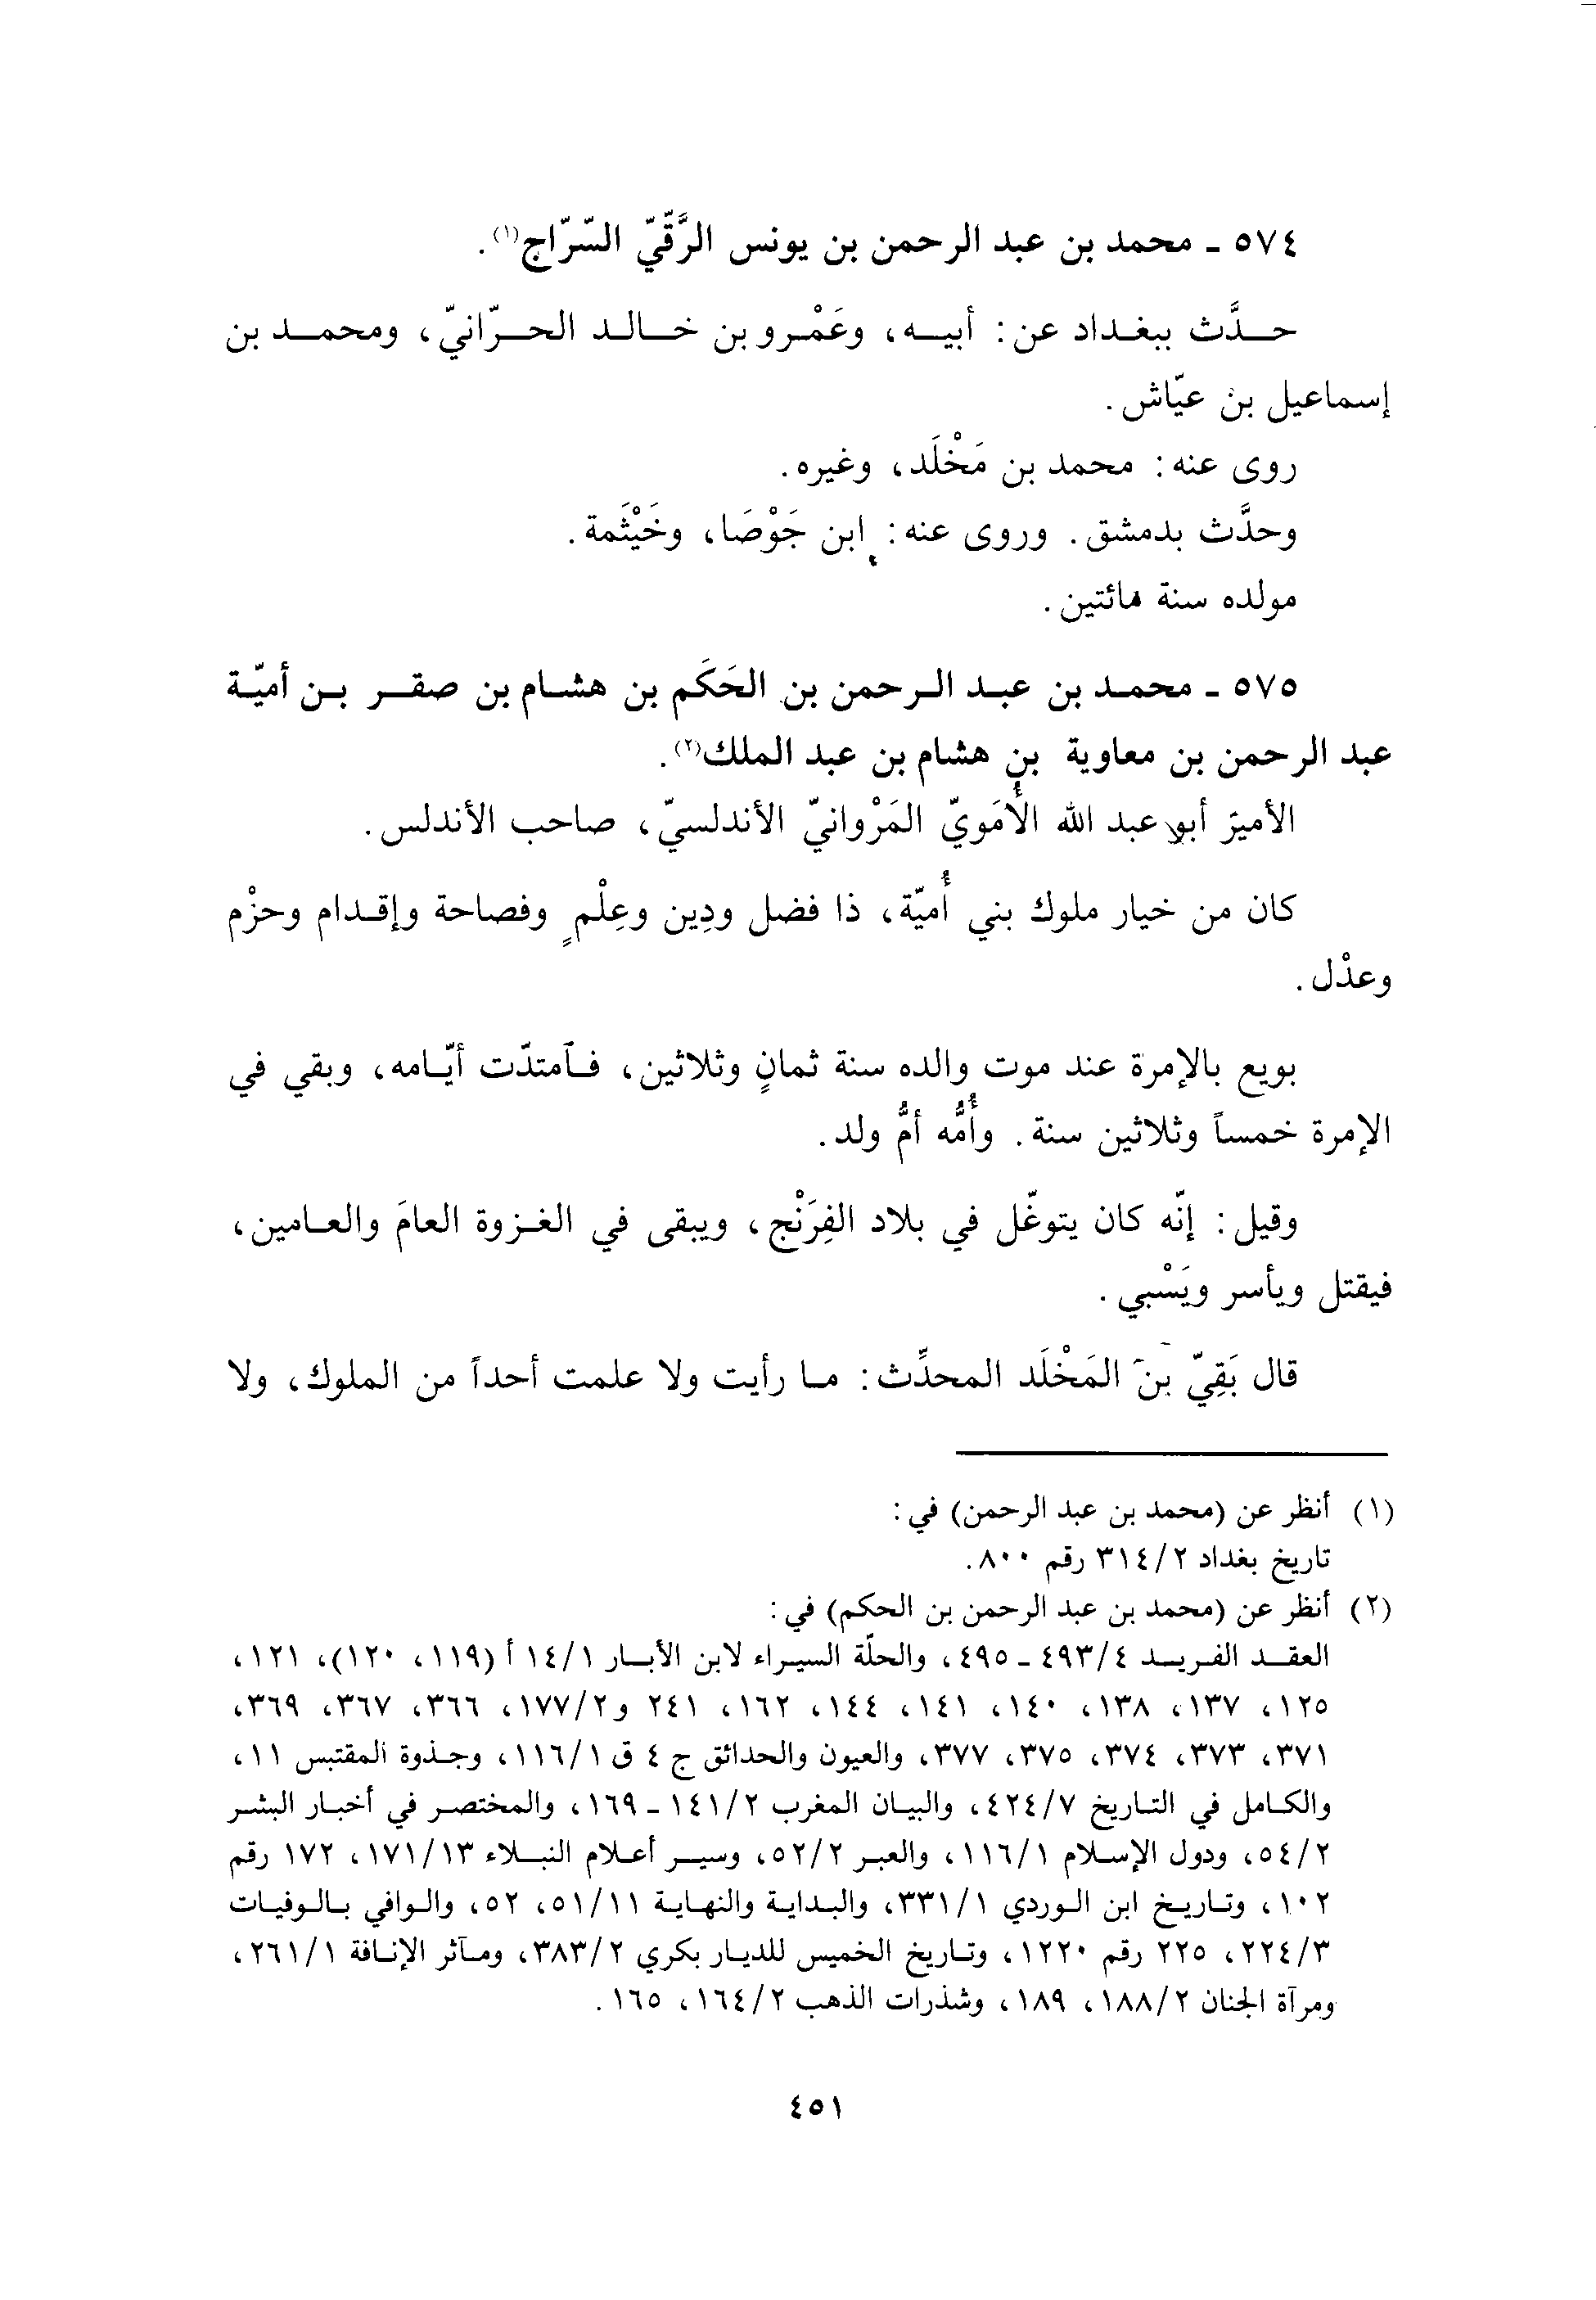 ٥٧٤ ـ محمد بن عبد الرحمن بن يونس الرَّقّيّ السّرّاج(١).
حدَّث ببغداد عن: أبيه، وعَمْرو بن خالد الحرّانيّ، ومحمد بن
إسماعيل بن عيّاش.
روى عنه: محمد بن مَخْلَد، وغيره.
وحدَّث بدمشق. وروى عنه: ابن جَوْصَا، وخَيْثَمة.
مولده سنة مائتين.
٥٧٥ ـ محمد بن عبد الرحمن بن الحَكَم بن هشام بن صقر بن أميّة
عبد الرحمن بن معاوية بن هشام بن عبد الملك(٢).
الأمير أبو عبد الله الأُمَويّ المَرْوانيّ الأندلسيّ، صاحب الأندلس.
كان من خيار ملوك بني أُميّة، ذا فضل ودِين وعِلْمٍ وفصاحة وإقدام وحزْم
وعدْل.
بويع بالإمرة عند موت والده سنة ثمانٍ وثلاثين، فآمتدّت أيّامه، وبقي في
الإمرة خمساً وثلاثين سنة. وأُمُّه أمُّ ولد.
وقيل: إنّه كان يتوغّل في بلاد الفِرَنْج، ويبقى في الغزوة العامَ والعامين،
فيقتل ويأسر ويَسْبي.
قال بَقِيّ بن المَخْلَد المحدِّث: ما رأيت ولا علمت أحداً من الملوك، ولا
(١) أنظر عن (محمد بن عبد الرحمن) في:
تاريخ بغداد ٣١٤/٢ رقم ٨٠٠.
(٢) أنظر عن (محمد بن عبد الرحمن بن الحكم) في:
العقد الفريد ٤٩٣/٤ ـ ٤٩٥، والحلّة السيراء لابن الأبار ١٤/١ أ (١١٩، ١٢٠)، ١٢١،
١٢٥، ١٣٧، ١٣٨، ١٤٠، ١٤١، ١٤٤، ١٦٢، ٢٤١ و١٧٧/٢، ٣٦٦، ٣٦٧، ٣٦٩،
٣٧١، ٣٧٣، ٣٧٤، ٣٧٥، ٣٧٧، والعيون والحدائق ج ٤ ق ١١٦/١، وجذوة المقتبس ١١،
والكامل في التاريخ ٤٢٤/٧، والبيان المغرب ١٤١/٢ ـ ١٦٩، والمختصر في أخبار البشر
٥٤/٢، ودول الإسلام ١١٦/١، والعبر ٥٢/٢، وسير أعلام النبلاء ١٧١/١٣، ١٧٢ رقم
١٠٢، وتاريخ ابن الوردي ٣٣١/١، والبداية والنهاية ٥١/١١، ٥٢، والوافي بالوفيات
٢٢٤/٣، ٢٢٥ رقم ١٢٢٠، وتاريخ الخميس للديار بكري ٣٨٣/٢، ومآثر الإنافة ٢٦١/١،
ومرآة الجنان ١٨٨/٢، ١٨٩، وشذرات الذهب ١٦٤/٢، ١٦٥.
٤٥١